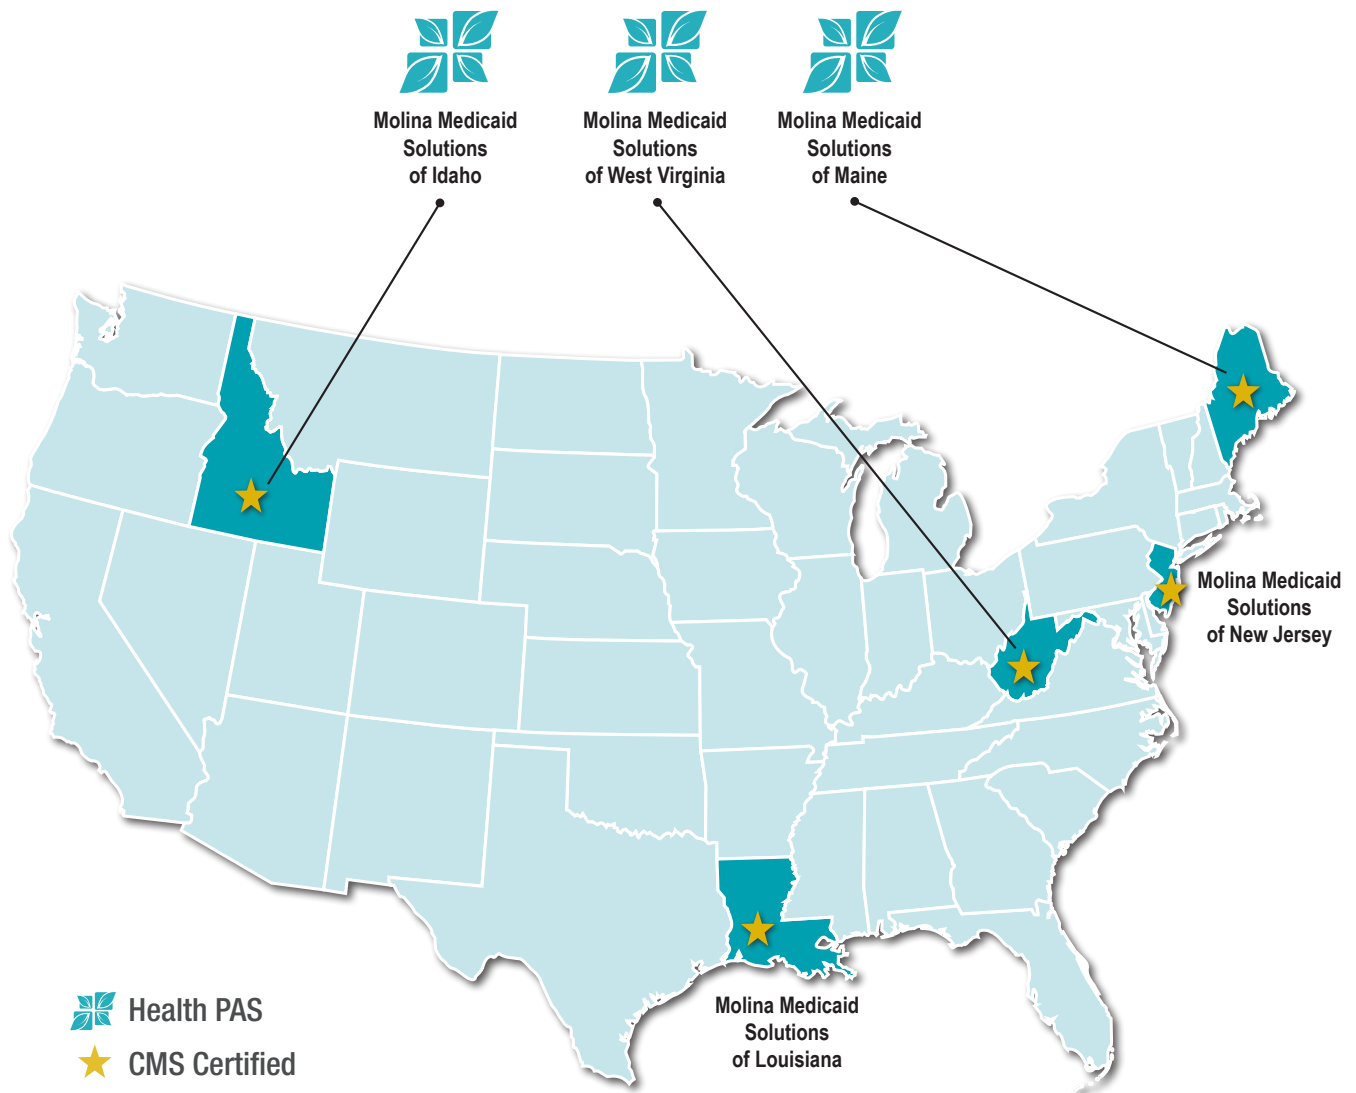 Molina Medicaid
Solutions
of Idaho
Molina Medicaid
Solutions
of West Virginia
Molina Medicaid
Solutions
of Maine
Molina Medicaid
Solutions
of New Jersey
Molina Medicaid
Solutions
of Louisiana
Health PAS
CMS Certified